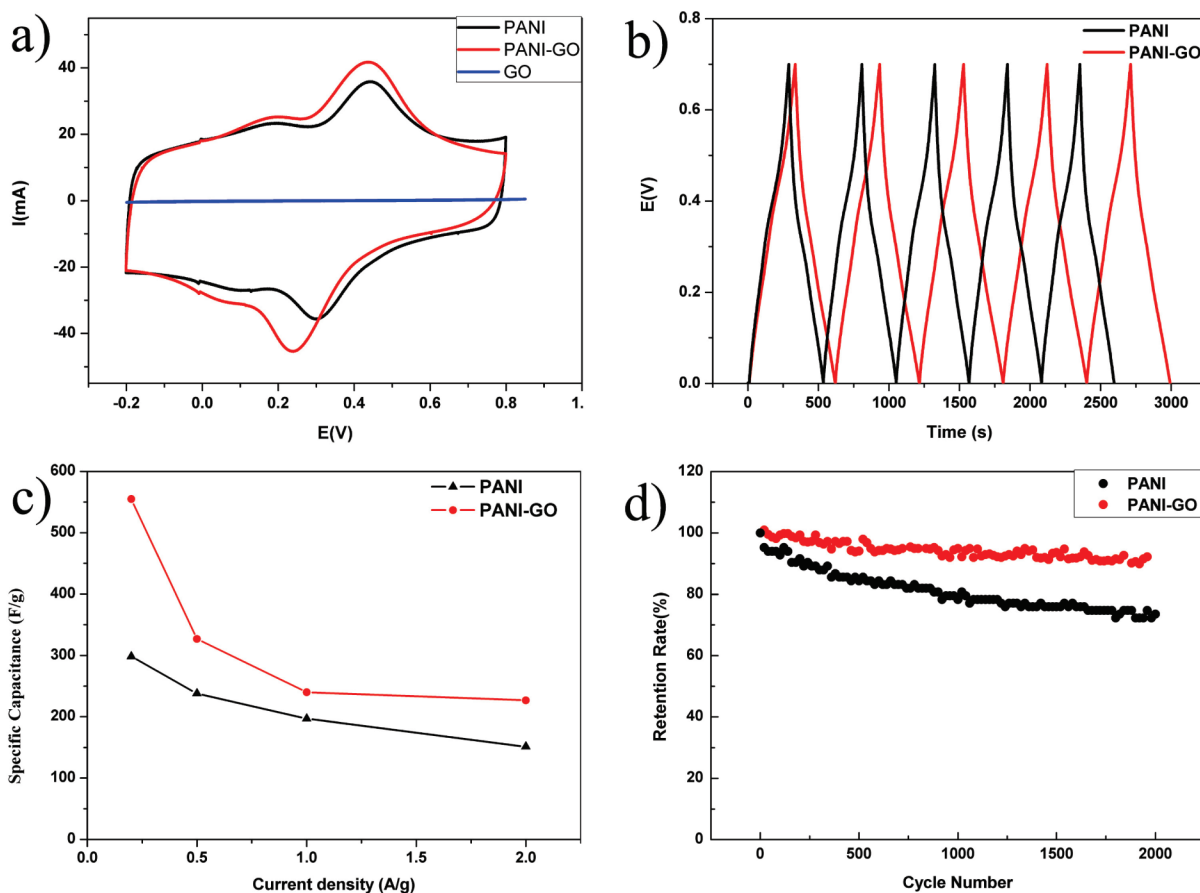 a)
PANI
PANI-GO
GO
40
20
0
-20
-40
I(mA)
-0.2
0.0
0.2
0.4
0.6
0.8
1.
E(V)
b)
PANI
PANI-GO
0.8
0.6
0.4
0.2
0.0
E(V)
0
500
1000
1500
2000
2500
3000
Time (s)
c)
PANI
PANI-GO
600
500
400
300
200
100
0
Specific Capacitance (F/g)
0.0
0.5
1.0
1.5
2.0
Current density (A/g)
d)
PANI
PANI-GO
120
100
80
60
40
20
0
Retention Rate(%)
0
500
1000
1500
2000
Cycle Number